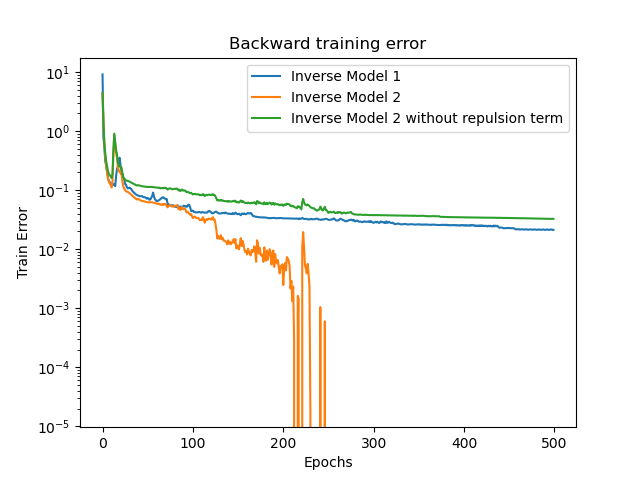 Backward training error
Inverse Model 1
Inverse Model 2
Inverse Model 2 without repulsion term
Train Error
10¹
10⁰
10⁻¹
10⁻²
10⁻³
10⁻⁴
10⁻⁵
0 100 200 300 400 500
Epochs